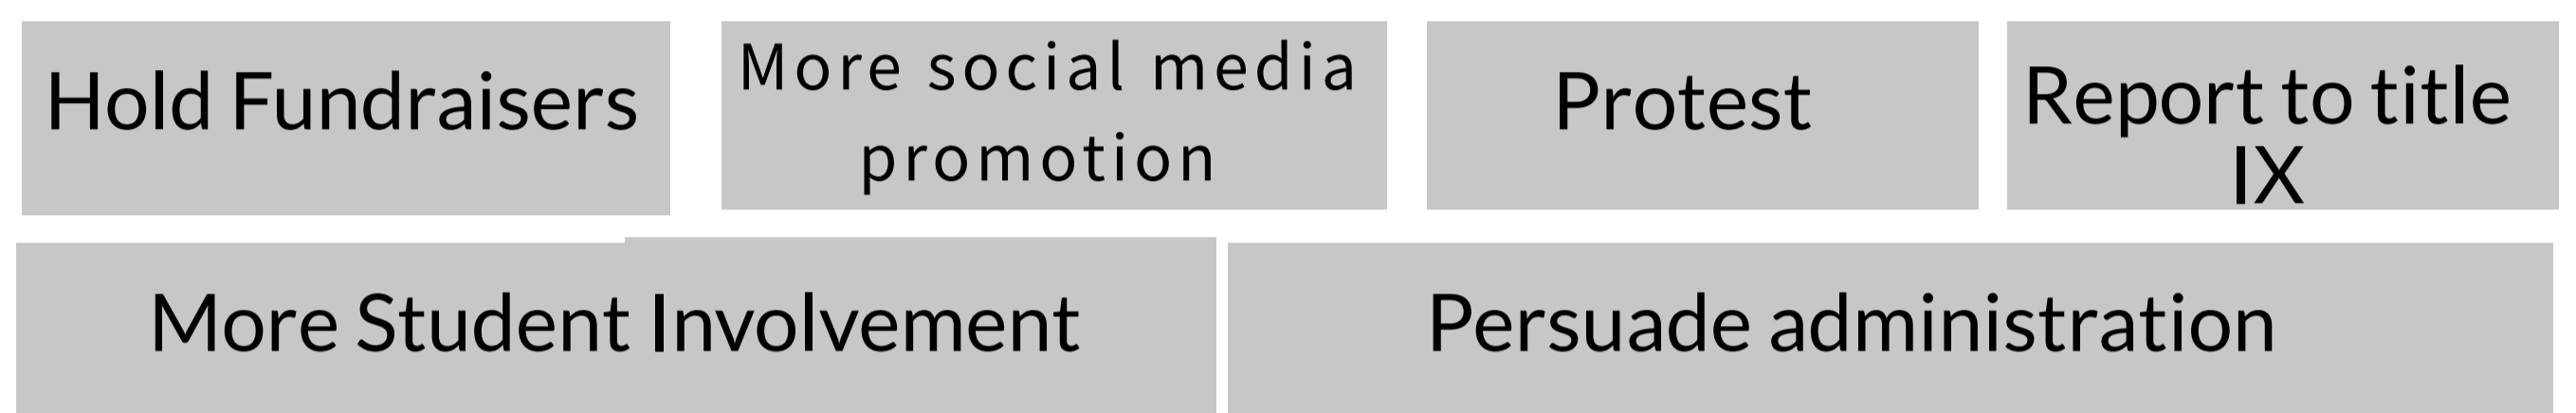 Hold Fundraisers
More social media
promotion
Protest
Report to title
IX
More Student Involvement
Persuade administration